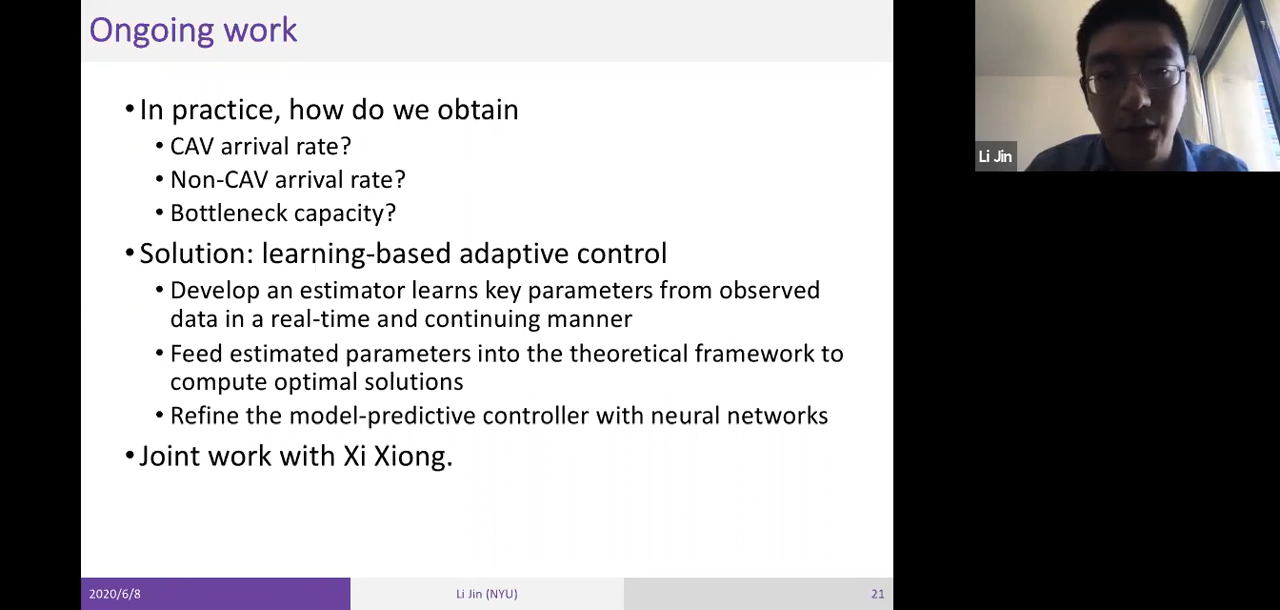 Ongoing work
• In practice, how do we obtain
• CAV arrival rate?
• Non-CAV arrival rate?
• Bottleneck capacity?
• Solution: learning-based adaptive control
• Develop an estimator learns key parameters from observed
data in a real-time and continuing manner
• Feed estimated parameters into the theoretical framework to
compute optimal solutions
• Refine the model-predictive controller with neural networks
• Joint work with Xi Xiong.
2020/6/8
Li Jin (NYU)
21
Li Jin